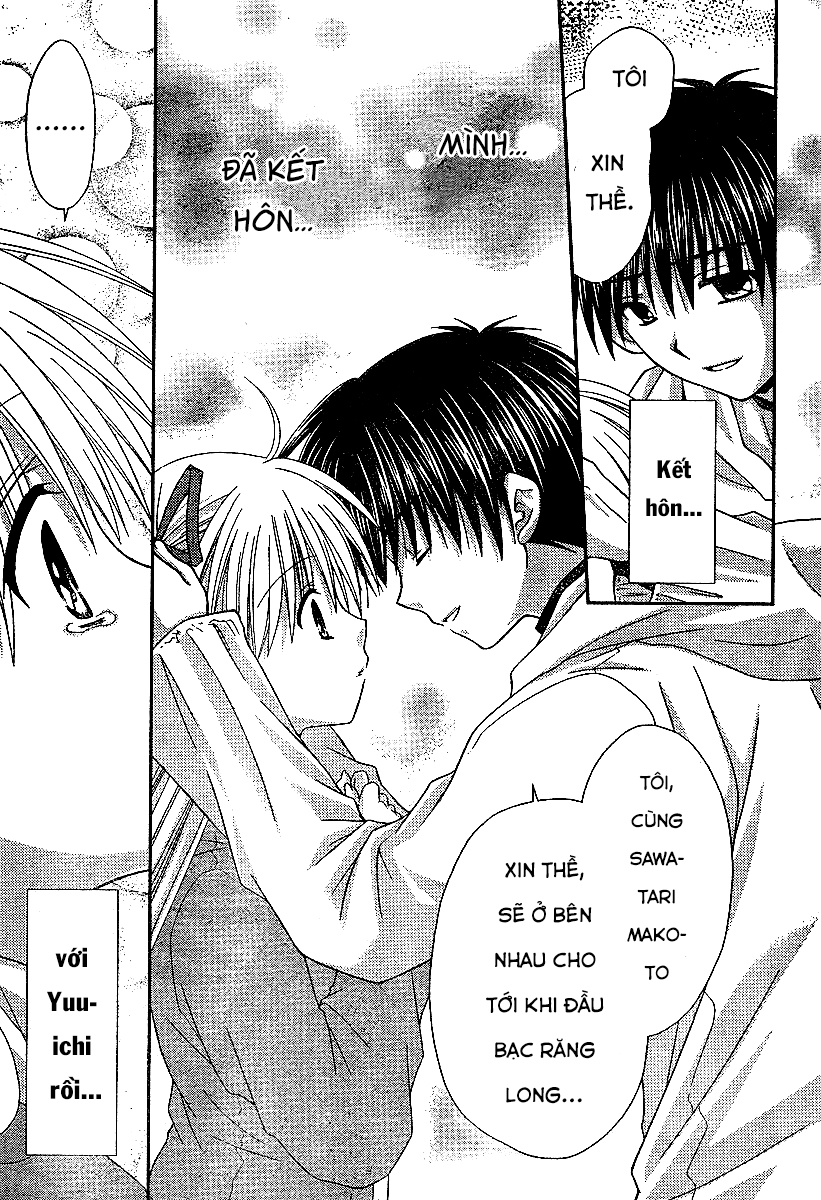 TÔI
XIN
THỀ.
Kết
hôn...
TÔI,
CÙNG
SAWA-
TARI
MAKO-
TO
XIN THỀ,
SẼ Ở BÊN
NHAU CHO
TỚI KHI ĐẦU
BẠC RĂNG
LONG...
MÌNH...
ĐÃ KẾT
HÔN...
......
với
Yuu-
ichi
rồi...